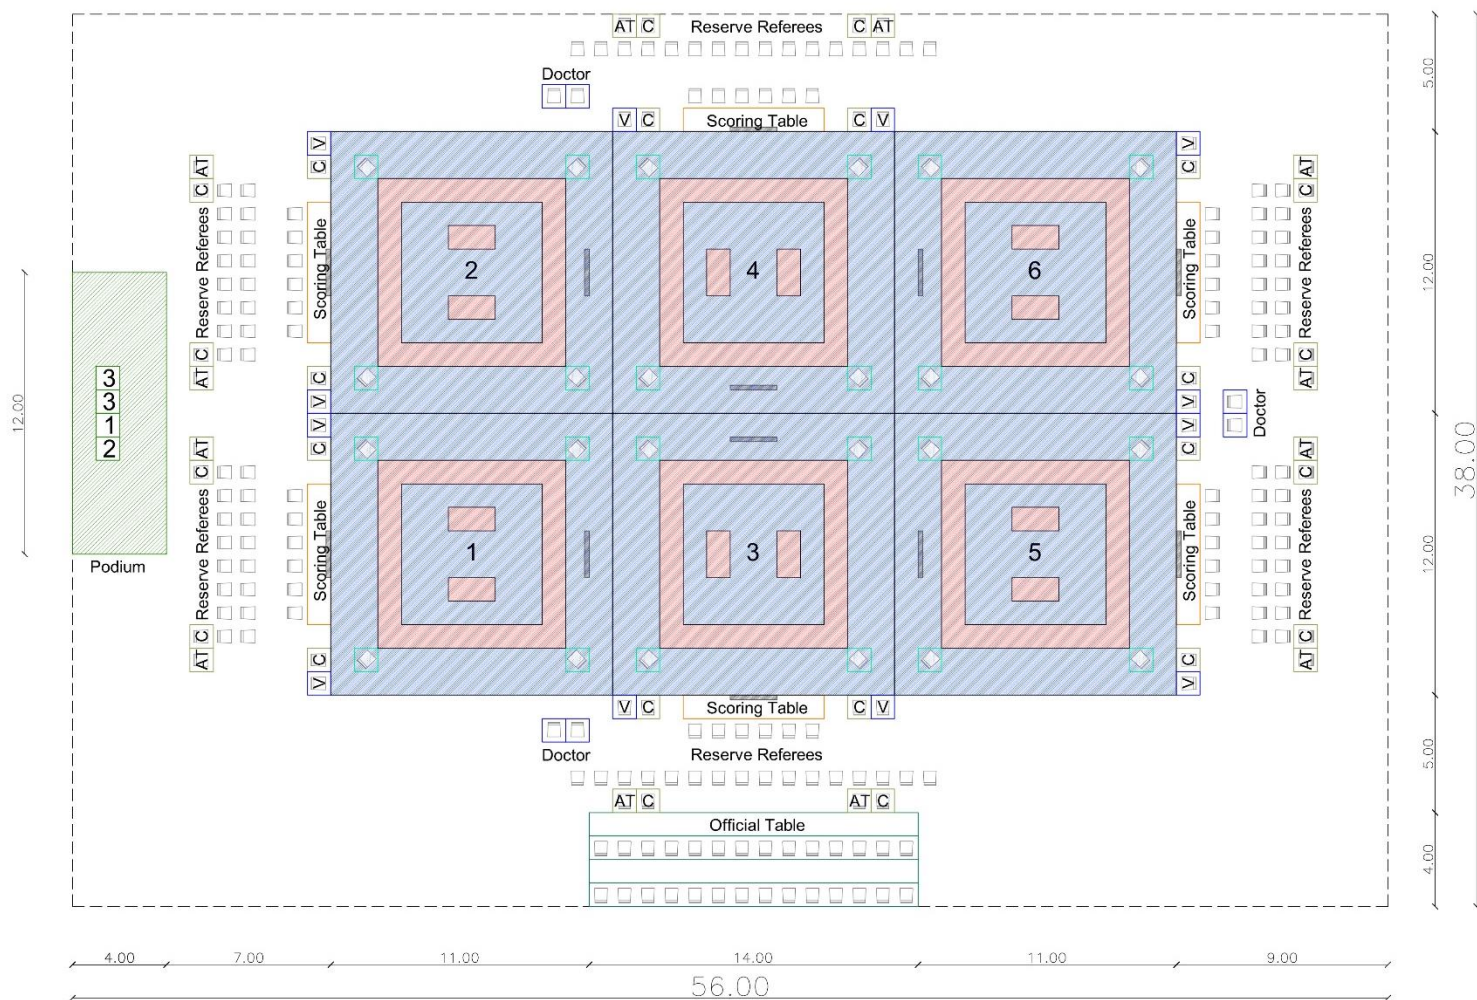 AT C Reserve Referees C AT
Doctor
V C Scoring Table C V
5.00
V
C
AT
C
Reserve Referees
C
AT
Scoring Table
C
V
2
4
6
V
C
Scoring Table
C
V
AT
C
Reserve Referees
C
AT
12.00
12.00
3
3
1
2
Podium
Doctor
38.00
V
C
AT
C
Reserve Referees
C
AT
Scoring Table
C
V
1
3
5
V
C
Scoring Table
C
V
AT
C
Reserve Referees
C
AT
12.00
V C Scoring Table C V
Doctor
Reserve Referees
5.00
AT C AT C
Official Table
4.00
4.00 7.00 11.00 14.00 11.00 9.00
56.00